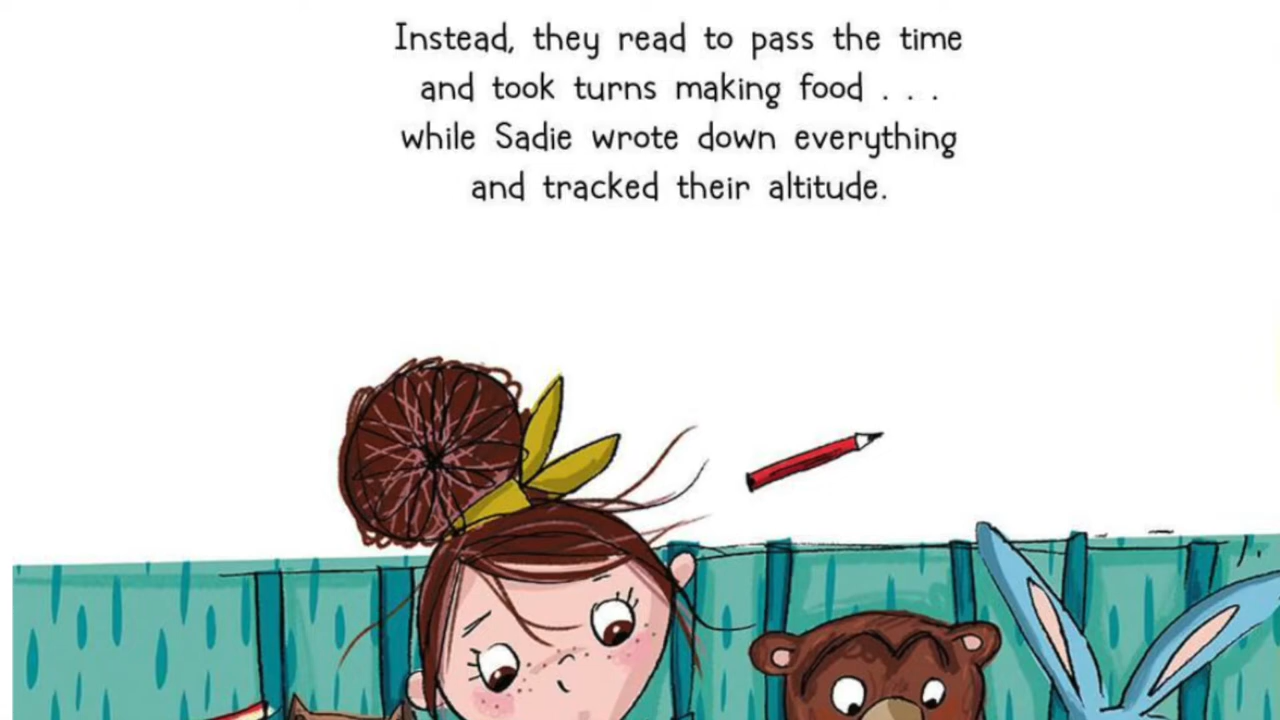 Instead, they read to pass the time
and took turns making food . . .
while Sadie wrote down everything
and tracked their altitude.